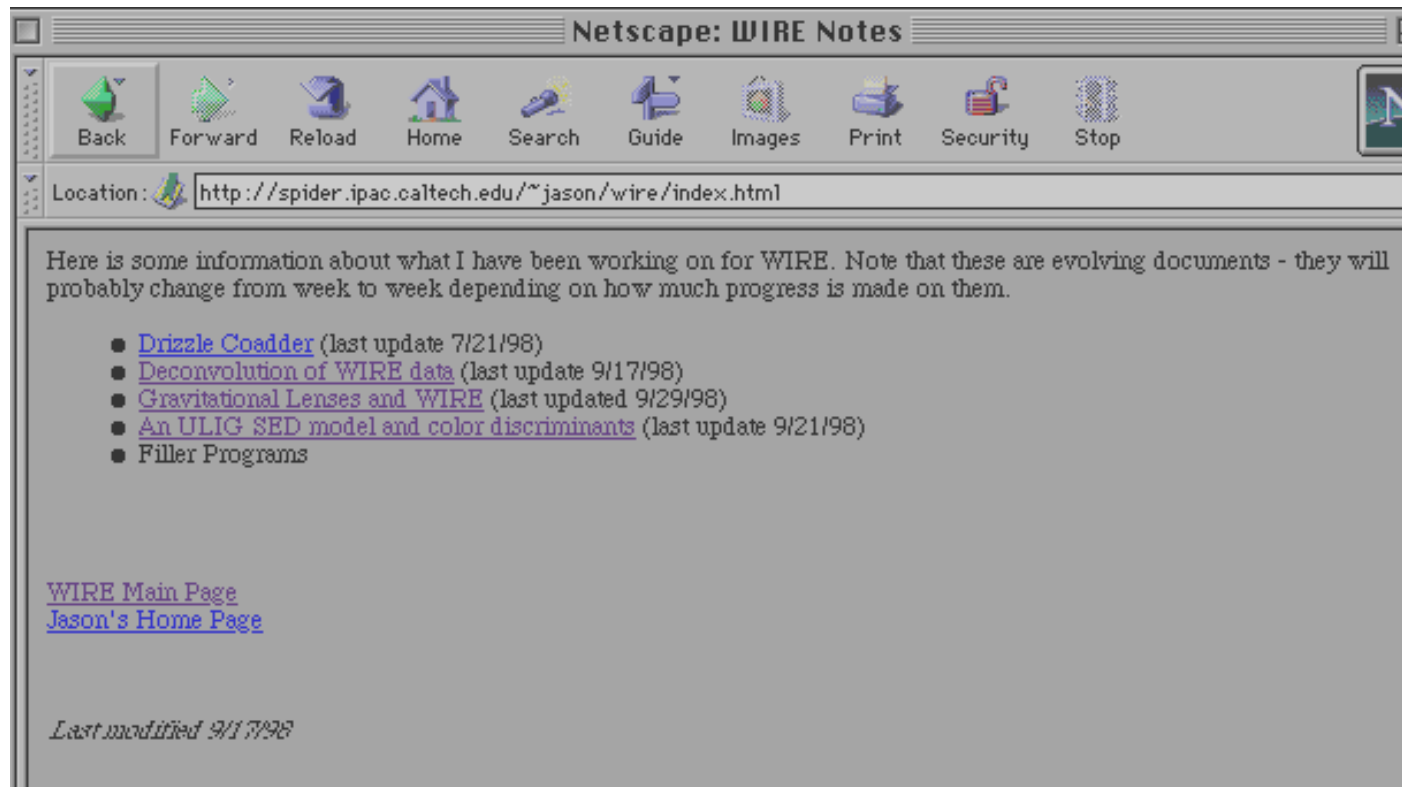 Netscape: WIRE Notes
Back Forward Reload Home Search Guide Images Print Security Stop
N
Location: http://spider.ipac.caltech.edu/~jason/wire/index.html
Here is some information about what I have been working on for WIRE. Note that these are evolving documents - they will
probably change from week to week depending on how much progress is made on them.
Drizzle Coadder (last update 7/21/98)
Deconvolution of WIRE data (last update 9/17/98)
Gravitational Lenses and WIRE (last updated 9/29/98)
An ULIG SED model and color discriminants (last update 9/21/98)
Filler Programs
WIRE Main Page
Jason's Home Page
Last modified 9/17/98